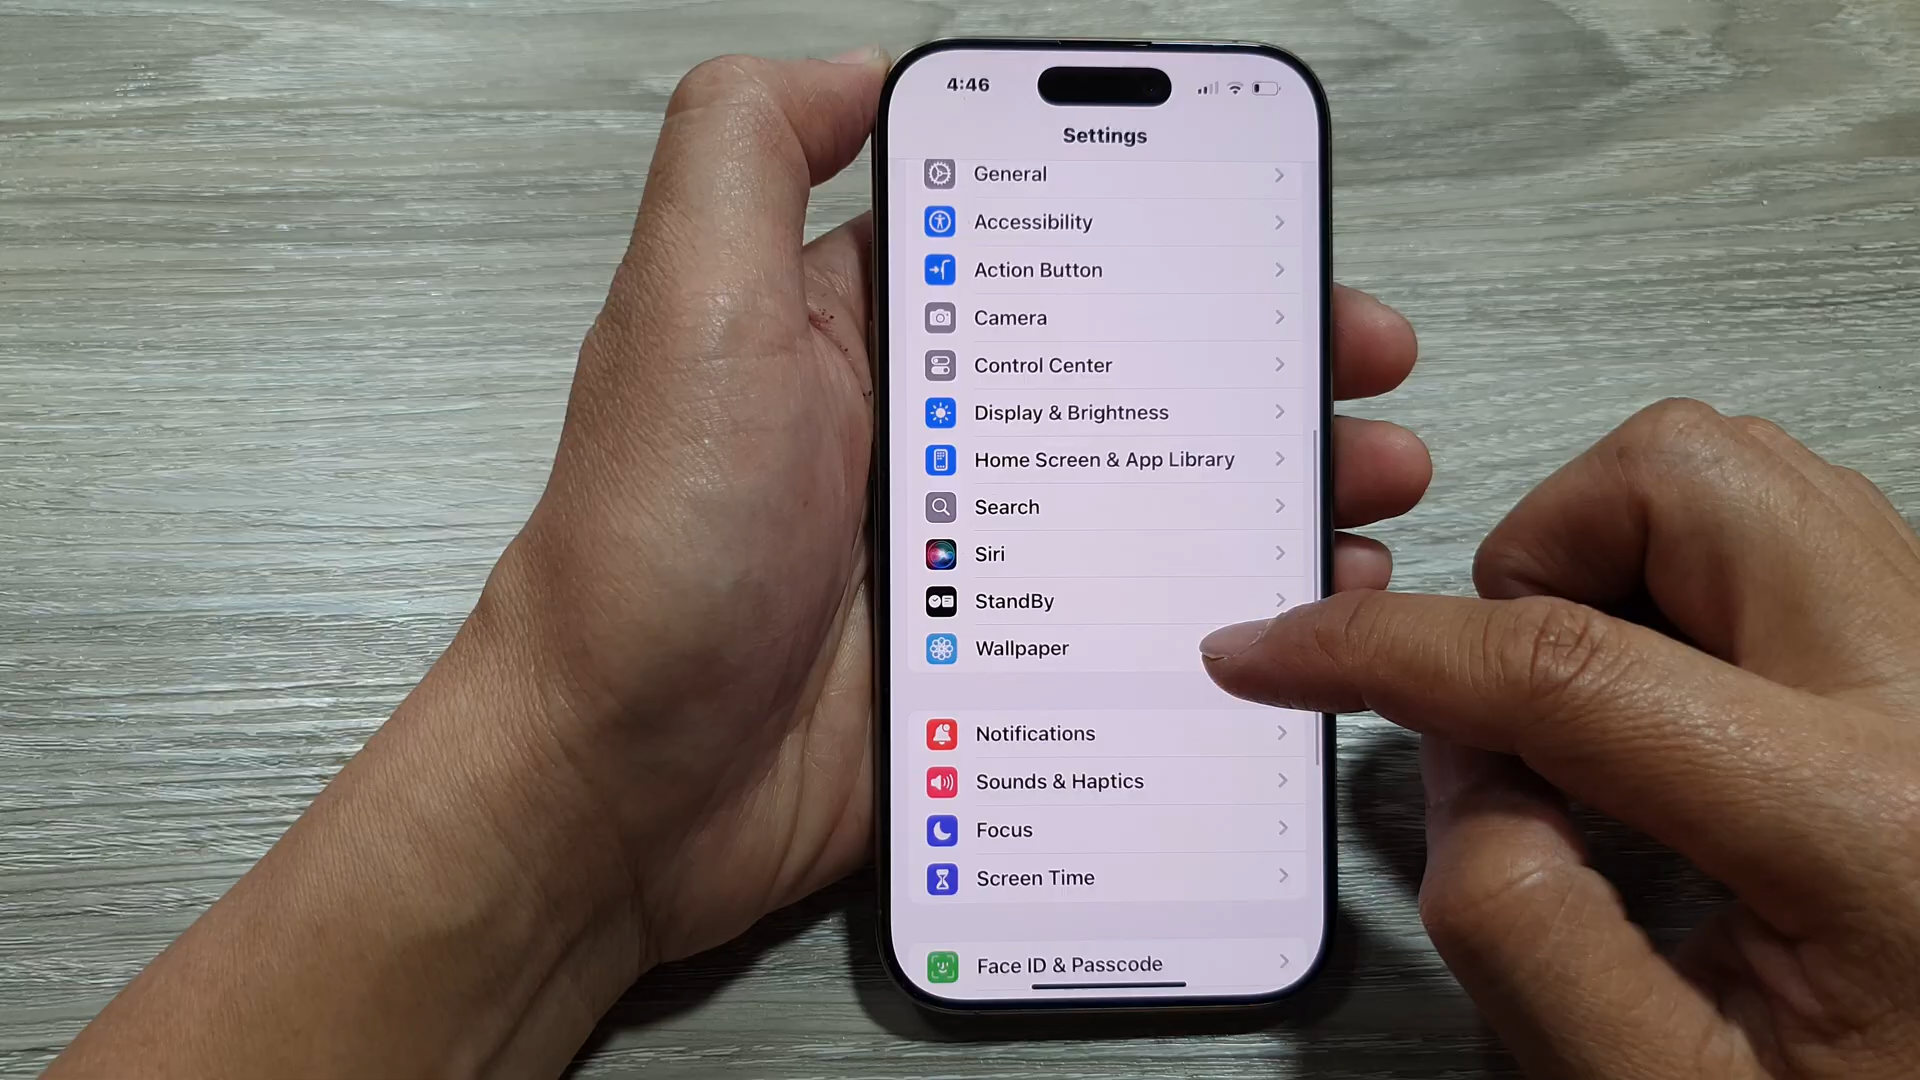 4:46
Settings
General
Accessibility
Action Button
Camera
Control Center
Display & Brightness
Home Screen & App Library
Search
Siri
StandBy
Wallpaper
Notifications
Sounds & Haptics
Focus
Screen Time
Face ID & Passcode